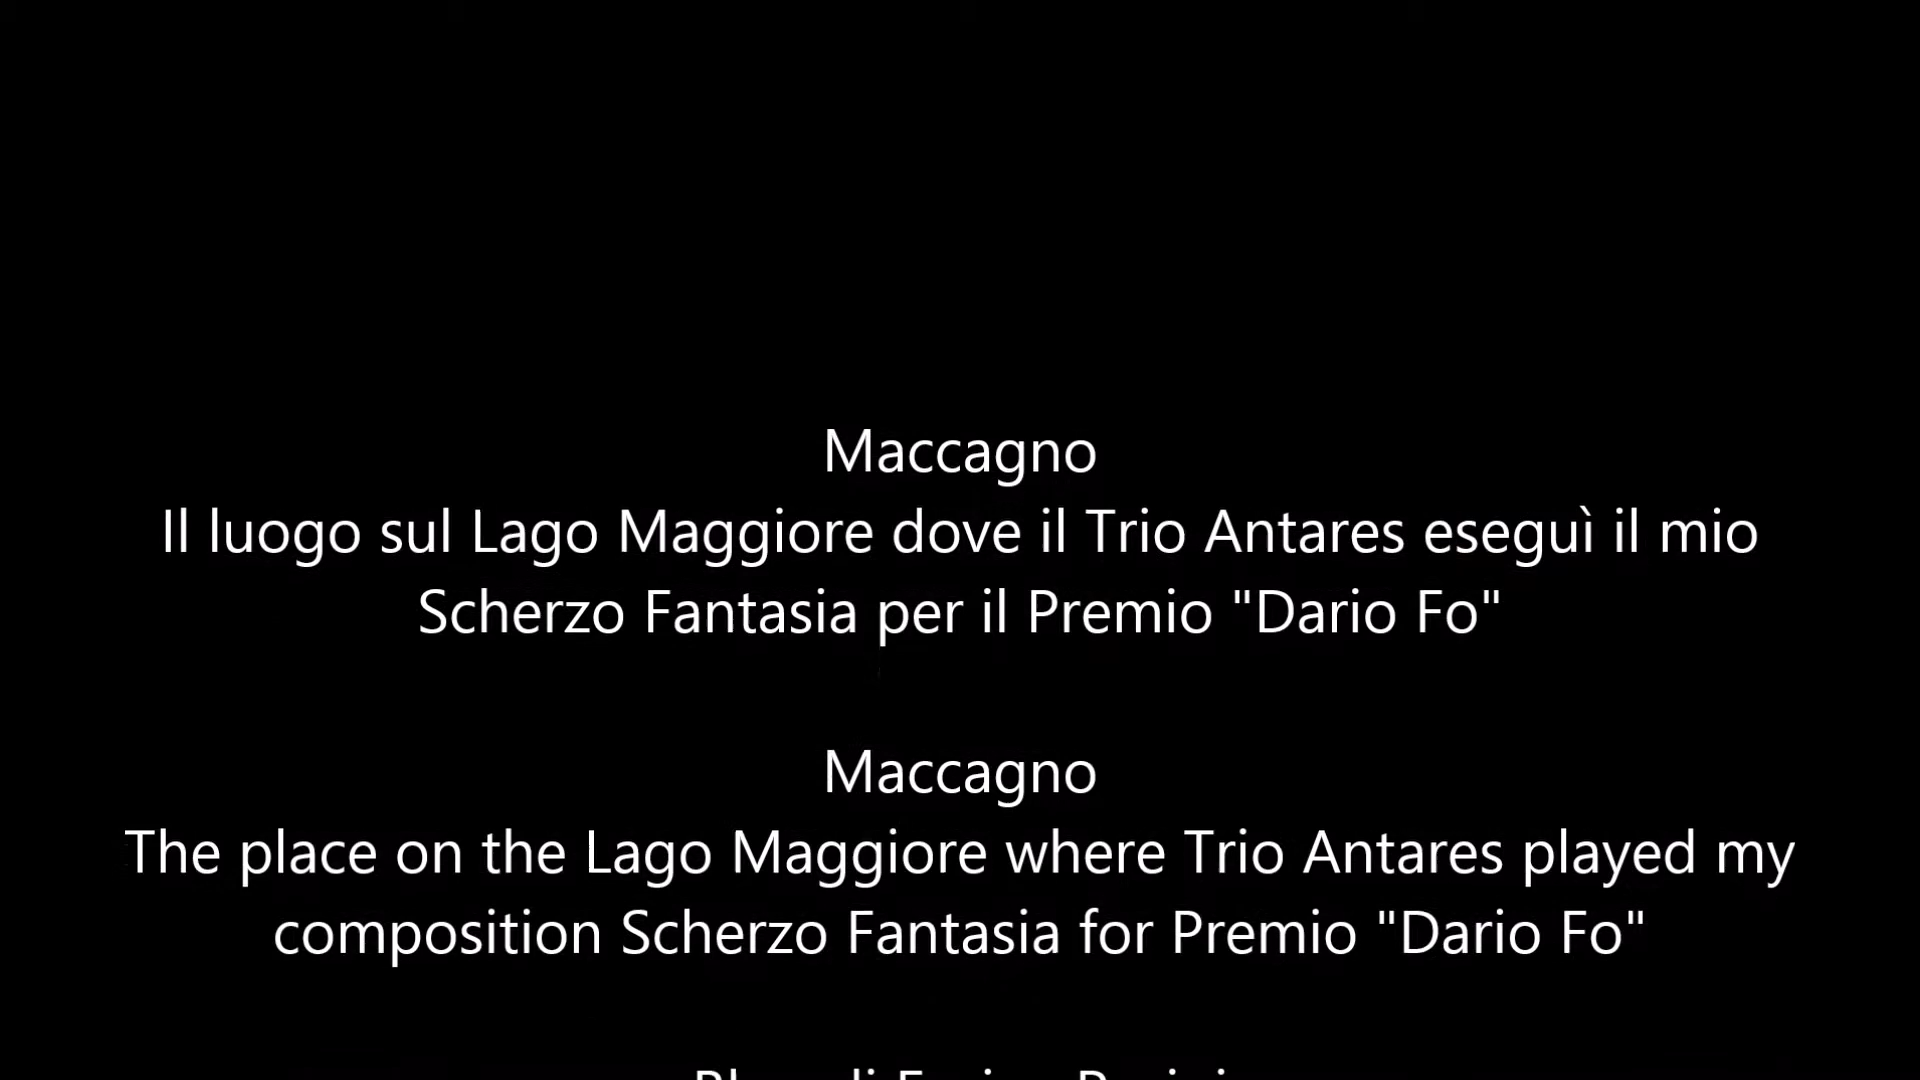 Maccagno
Il luogo sul Lago Maggiore dove il Trio Antares eseguì il mio
Scherzo Fantasia per il Premio "Dario Fo"
Maccagno
The place on the Lago Maggiore where Trio Antares played my
composition Scherzo Fantasia for Premio "Dario Fo"